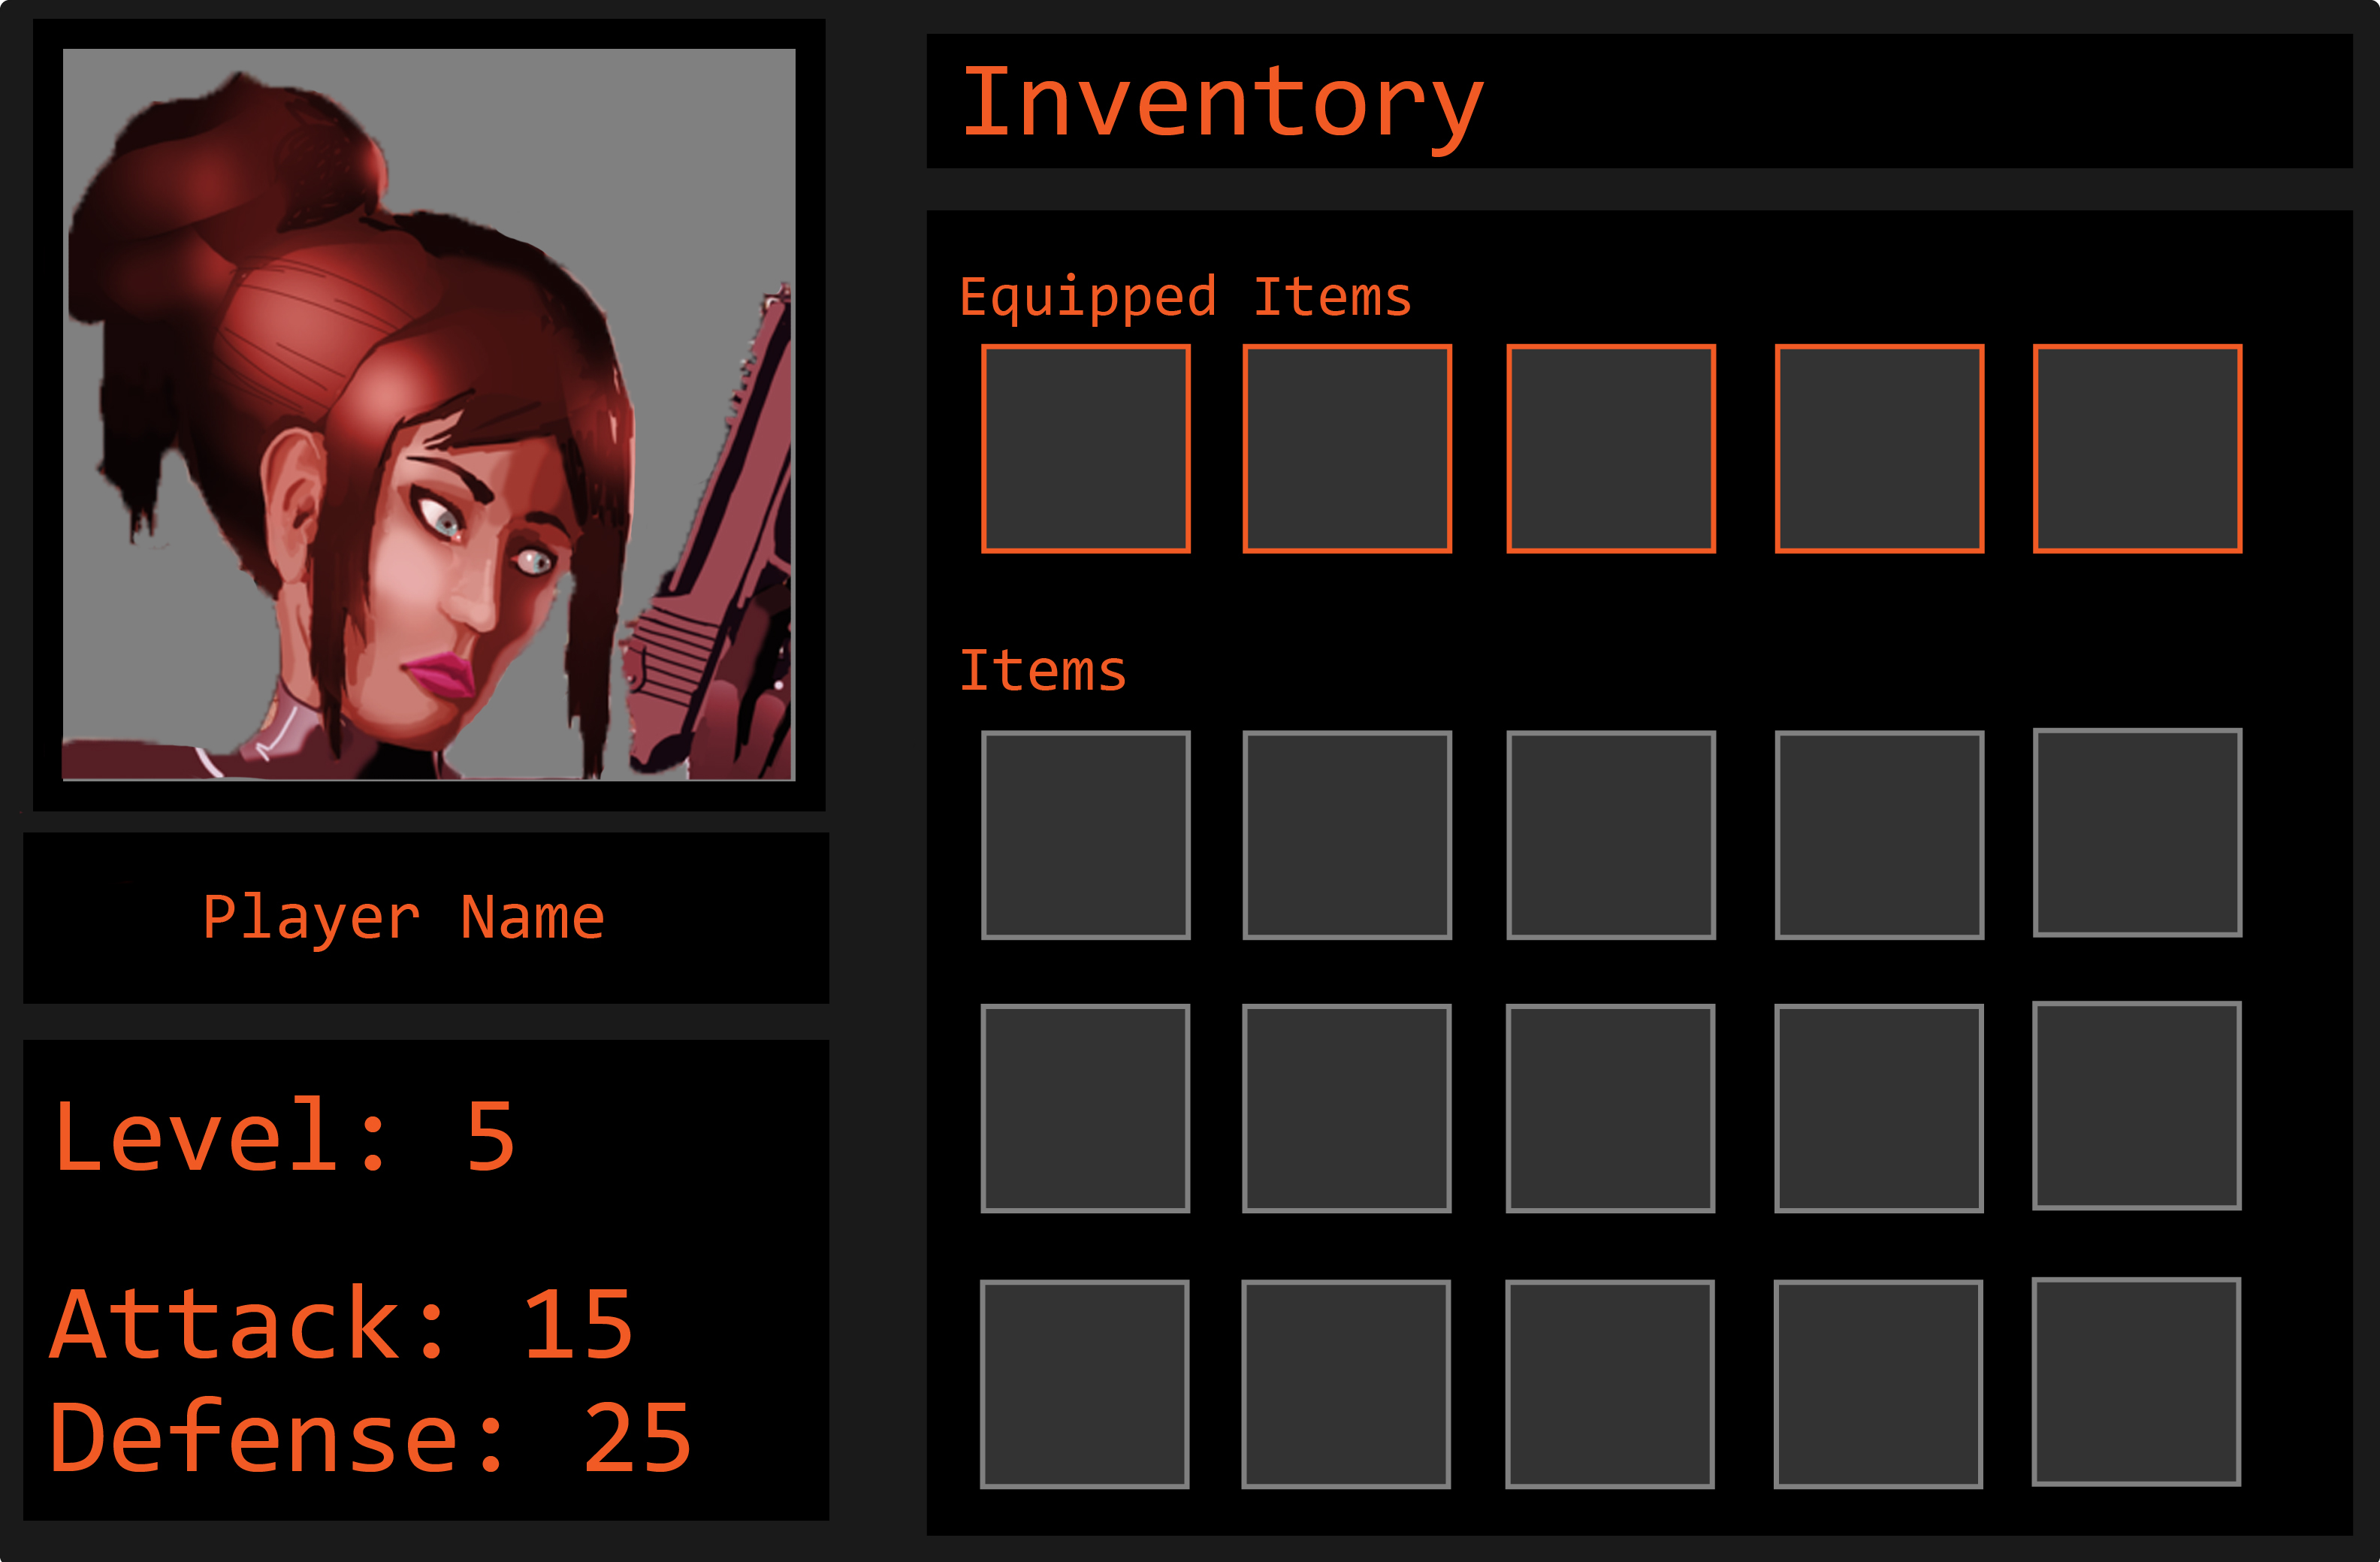 Player Name
Level: 5
Attack: 15
Defense: 25
Inventory
Equipped Items
Items